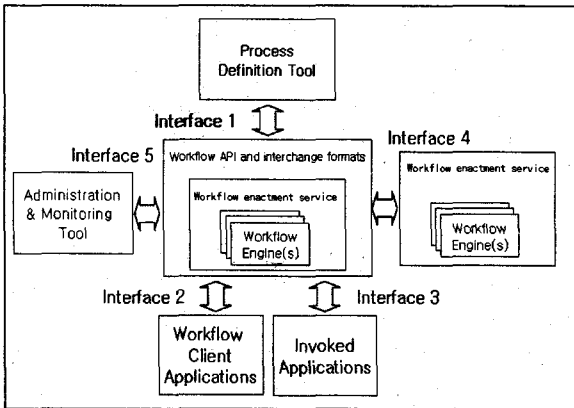 Process
Definition Tool
Interface 1
Interface 4
Interface 5
Workflow API and interchange formats
Workflow enactment service
Workflow enactment service
Administration
& Monitoring
Tool
Workflow
Engine(s)
Workflow
Engine(s)
Interface 2
Interface 3
Workflow
Client
Applications
Invoked
Applications